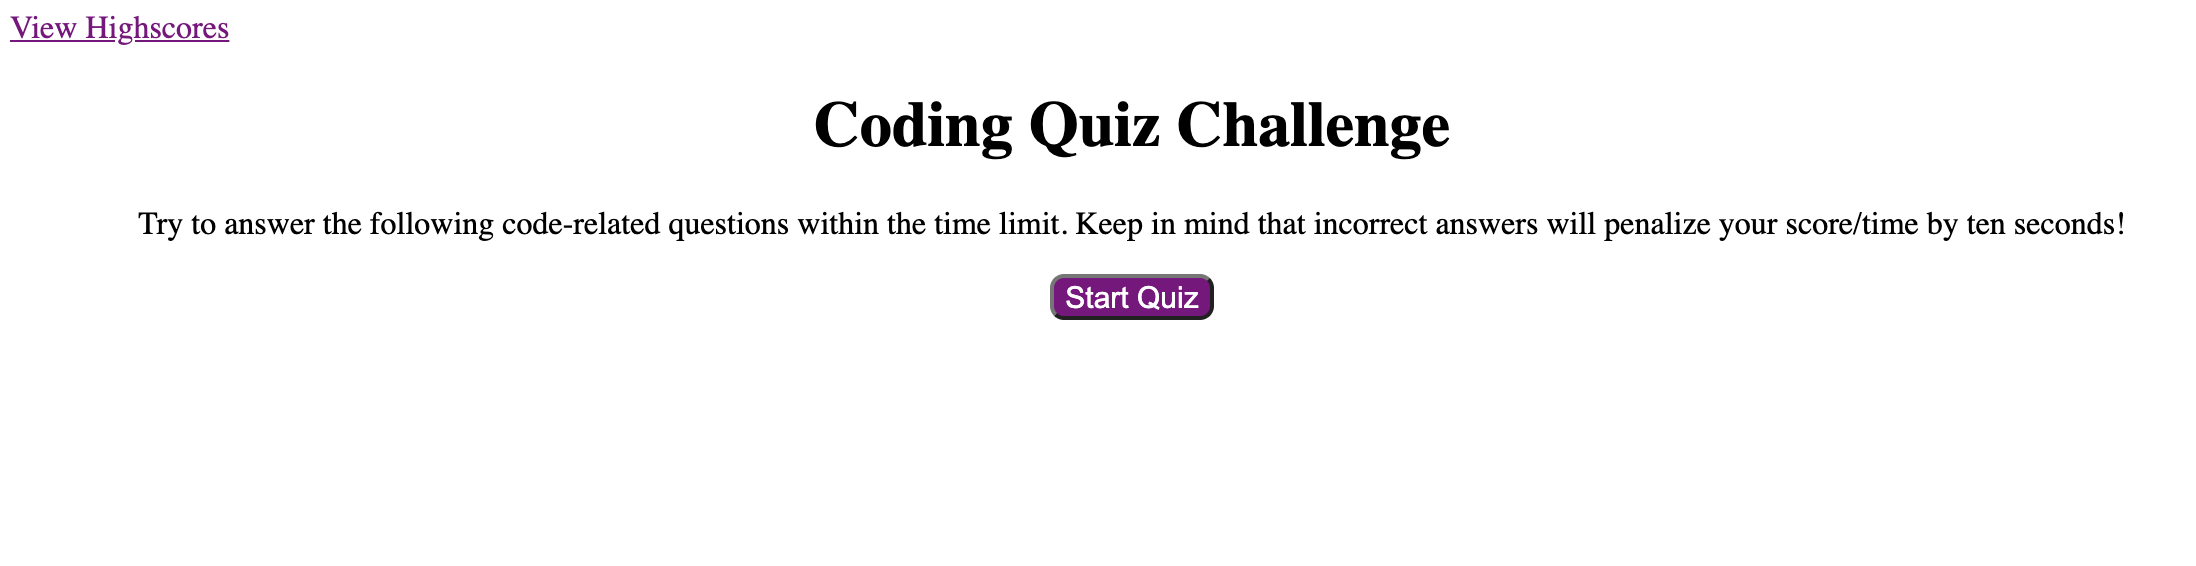 View Highscores
Coding Quiz Challenge
Try to answer the following code-related questions within the time limit. Keep in mind that incorrect answers will penalize your score/time by ten seconds!
Start Quiz